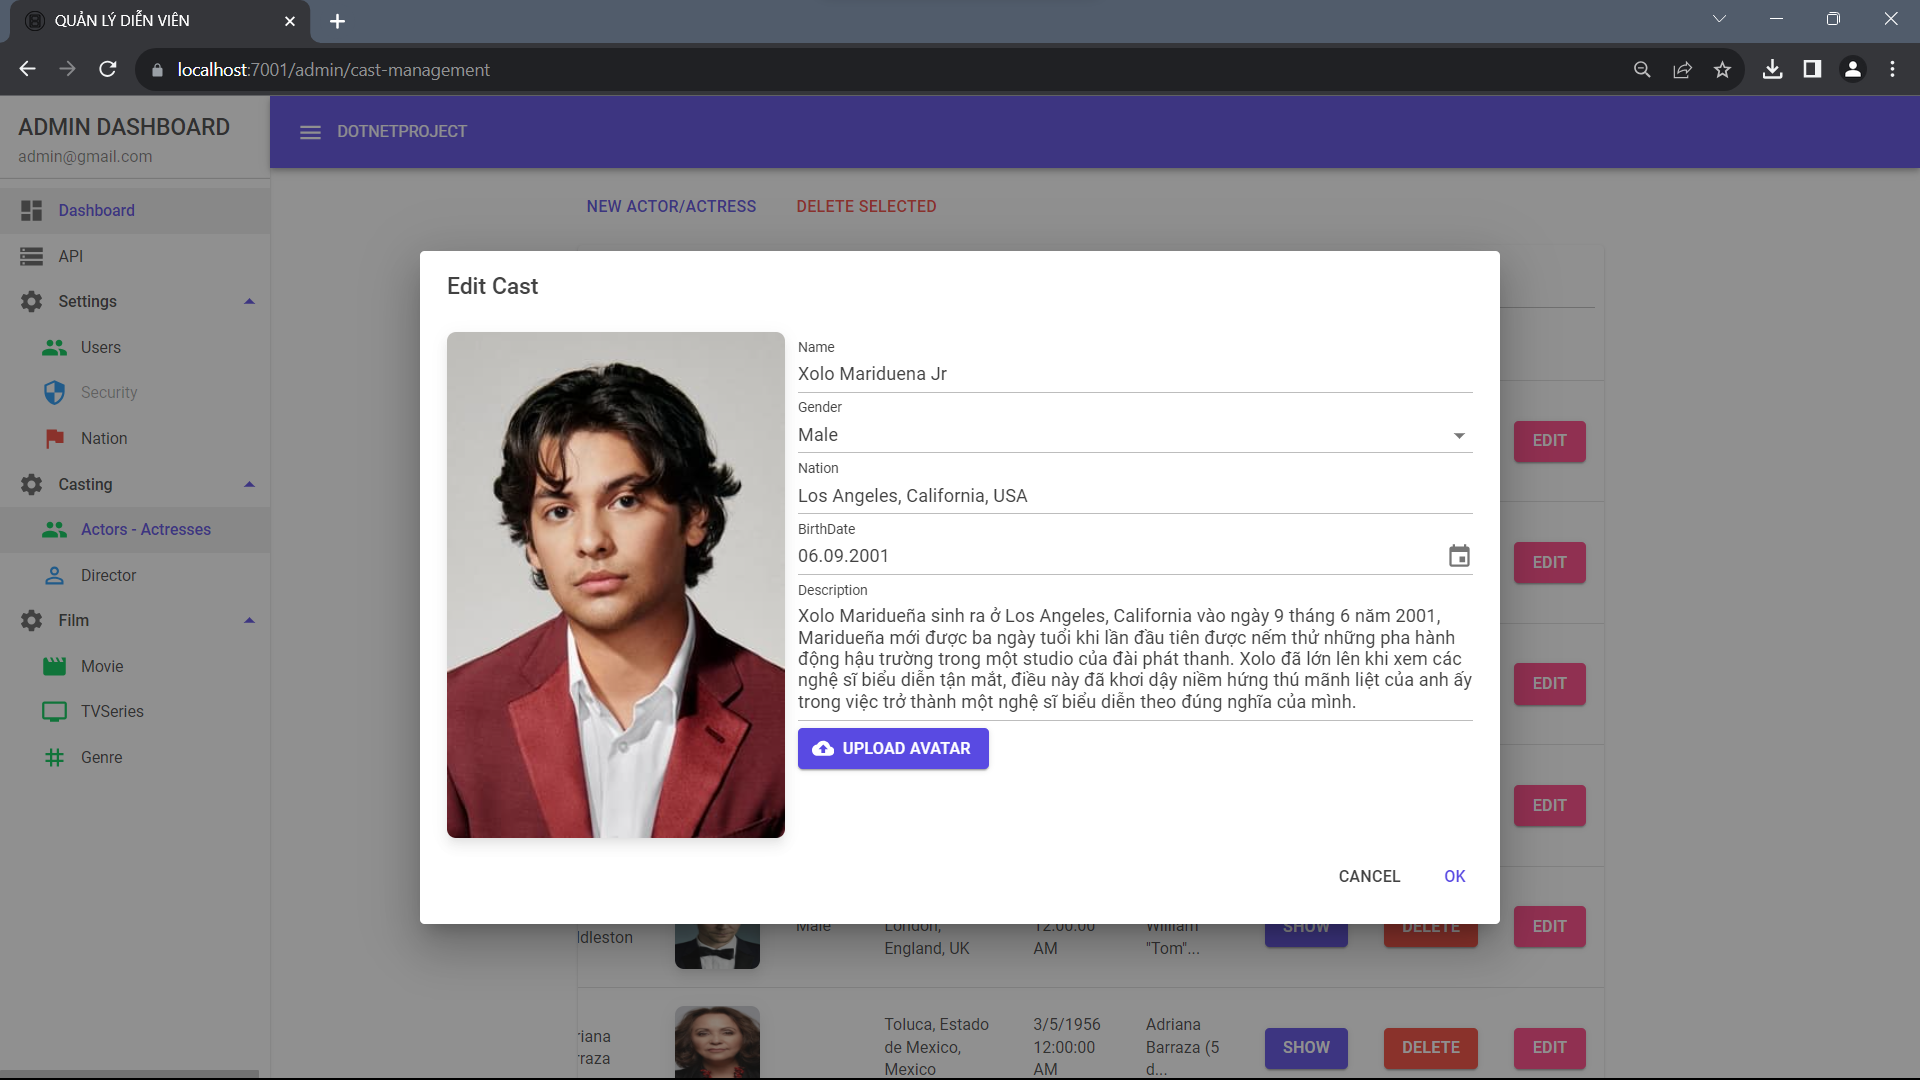 QUẢN LÝ DIỄN VIÊN
localhost:7001/admin/cast-management
ADMIN DASHBOARD
admin@gmail.com
DOTNETPROJECT
Dashboard
API
Settings
Users
Security
Nation
Casting
Actors - Actresses
Director
Film
Movie
TVSeries
Genre
NEW ACTOR/ACTRESS
DELETE SELECTED
Edit Cast
Name
Xolo Mariduena Jr
Gender
Male
Nation
Los Angeles, California, USA
BirthDate
06.09.2001
Description
Xolo Maridueña sinh ra ở Los Angeles, California vào ngày 9 tháng 6 năm 2001,
Maridueña mới được ba ngày tuổi khi lần đầu tiên được nếm thử những pha hành
động hậu trường trong một studio của đài phát thanh. Xolo đã lớn lên khi xem các
nghệ sĩ biểu diễn tận mắt, điều này đã khơi dậy niềm hứng thú mãnh liệt của anh ấy
trong việc trở thành một nghệ sĩ biểu diễn theo đúng nghĩa của mình.
UPLOAD AVATAR
CANCEL
OK
EDIT
EDIT
EDIT
EDIT
ddleston
Male
London,
England, UK
12:00:00
AM
William
"Tom"...
SHOW
DELETE
EDIT
riana
rraza
Toluca, Estado
de Mexico,
Mexico
3/5/1956
12:00:00
AM
Adriana
Barraza (5
d...
SHOW
DELETE
EDIT